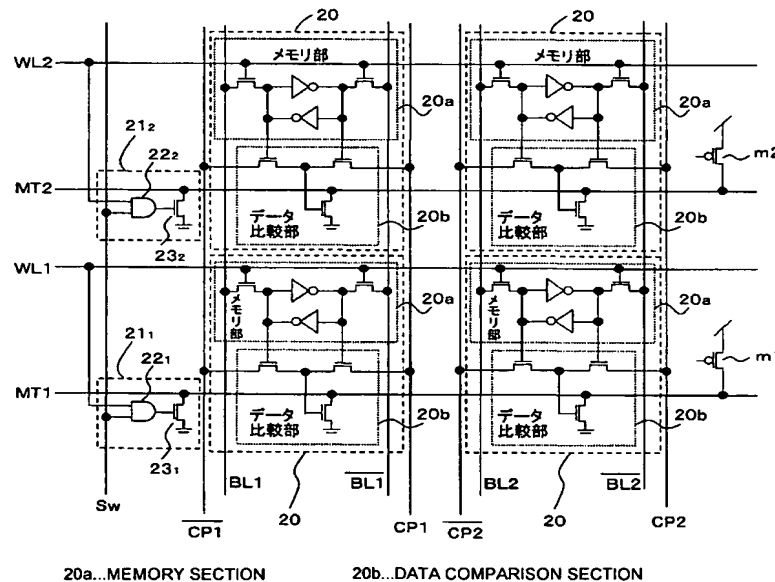 20 20
WL2 メモリ部 メモリ部
20a 20a
21₂
22₂ m2
MT2
データ比較部 20b データ比較部 20b
23₂
WL1
メモリ部 20a メモリ部 20a
21₁
22₁ m1
MT1
データ比較部 20b データ比較部 20b
23₁
BL1 BL1 BL2 BL2
Sw CP1 20 CP1 CP2 20 CP2
20a...MEMORY SECTION 20b...DATA COMPARISON SECTION